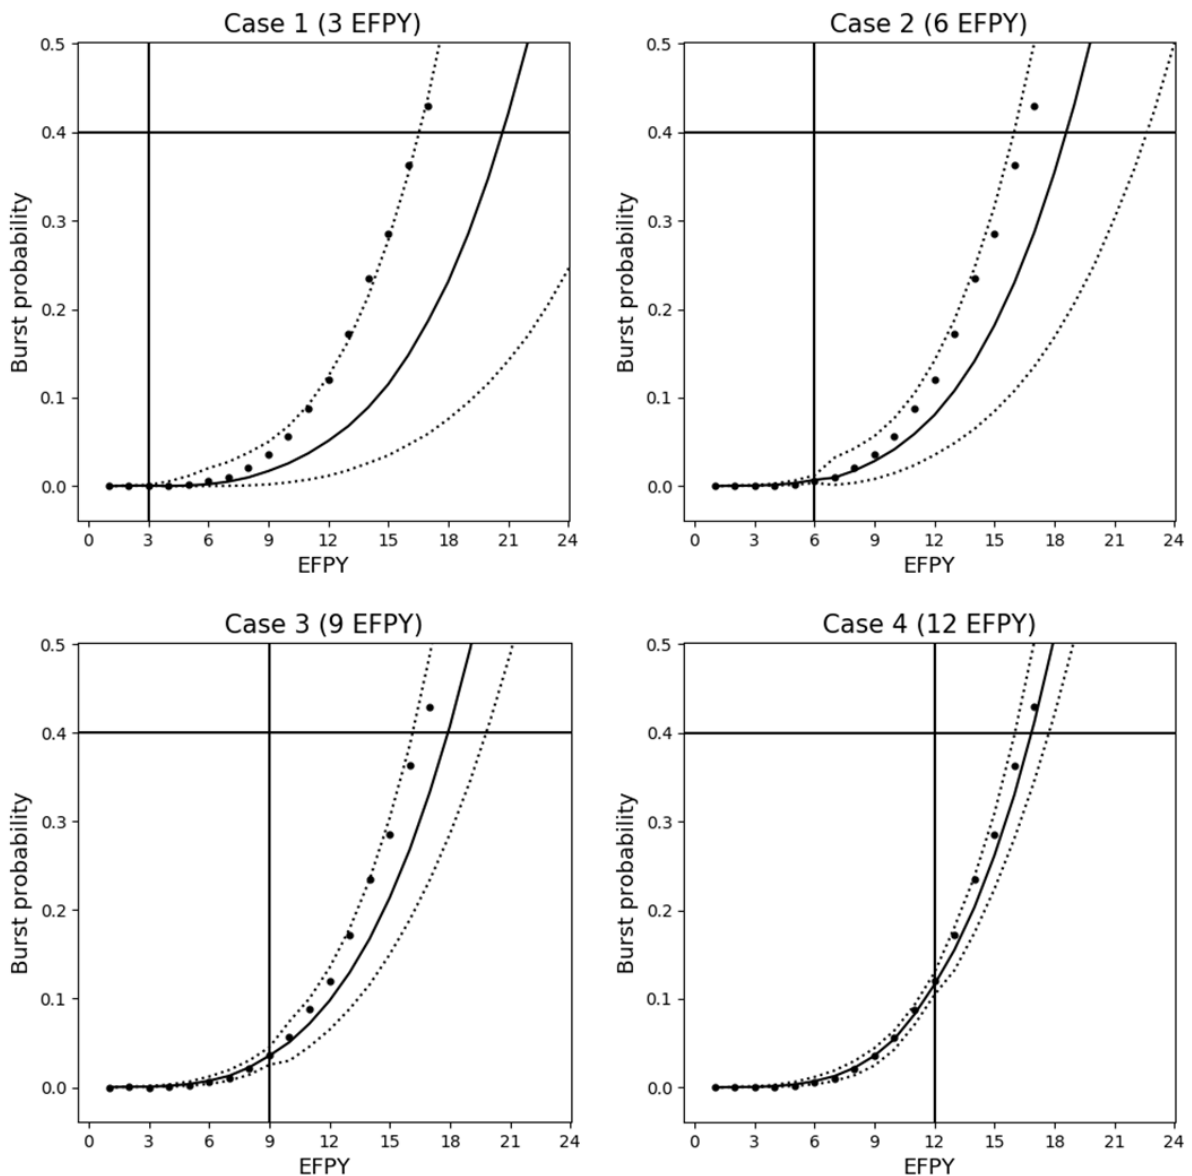 Case 1 (3 EFPY)
Burst probability
0.5
0.4
0.3
0.2
0.1
0.0
0 3 6 9 12 15 18 21 24
EFPY
Case 2 (6 EFPY)
Burst probability
0.5
0.4
0.3
0.2
0.1
0.0
0 3 6 9 12 15 18 21 24
EFPY
Case 3 (9 EFPY)
Burst probability
0.5
0.4
0.3
0.2
0.1
0.0
0 3 6 9 12 15 18 21 24
EFPY
Case 4 (12 EFPY)
Burst probability
0.5
0.4
0.3
0.2
0.1
0.0
0 3 6 9 12 15 18 21 24
EFPY